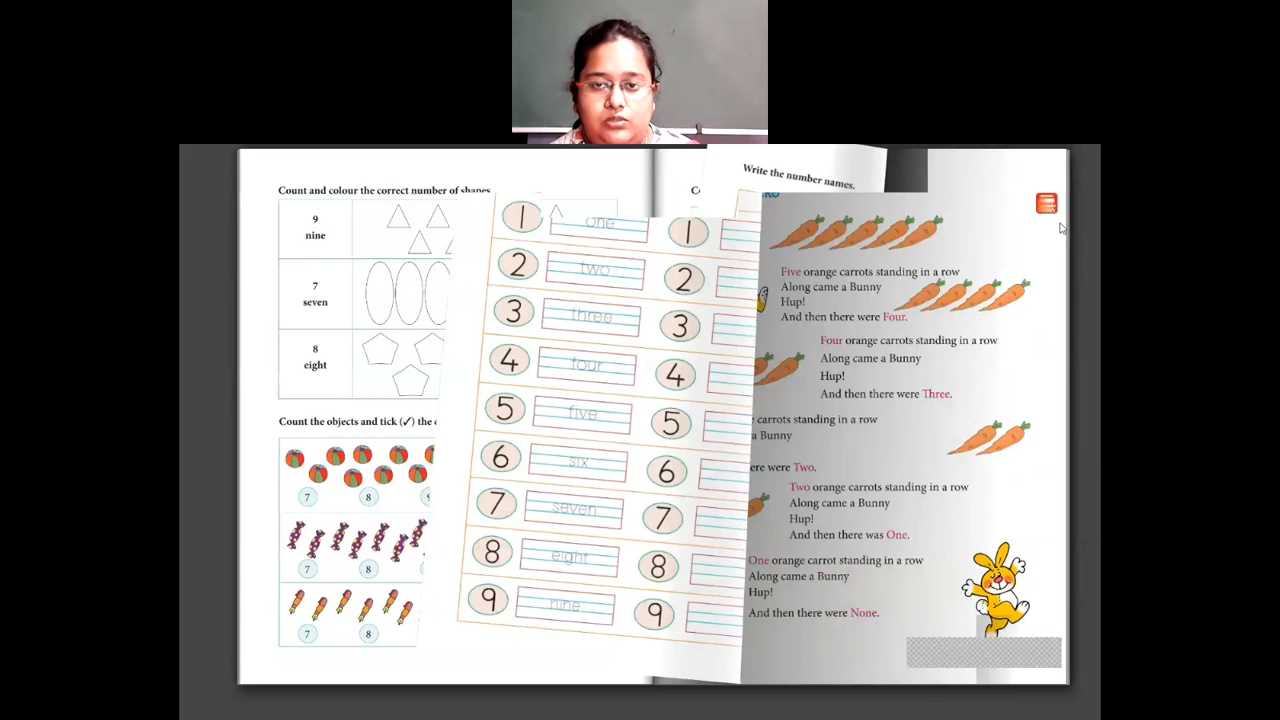 Count and colour the correct number of shapes
9
nine
7
seven
8
eight
Count the objects and tick (✓) the
7 8 9
7 8
7 8
Write the number names.
1 one 1
2 two 2
3 three 3
4 four 4
5 five 5
6 six 6
7 seven 7
8 eight 8
9 nine 9
Five orange carrots standing in a row
Along came a Bunny
Hup!
And then there were Four.
Four orange carrots standing in a row
Along came a Bunny
Hup!
And then there were Three.
carrots standing in a row
a Bunny
were Two.
Two orange carrots standing in a row
Along came a Bunny
Hup!
And then there was One.
One orange carrot standing in a row
Along came a Bunny
Hup!
And then there were None.